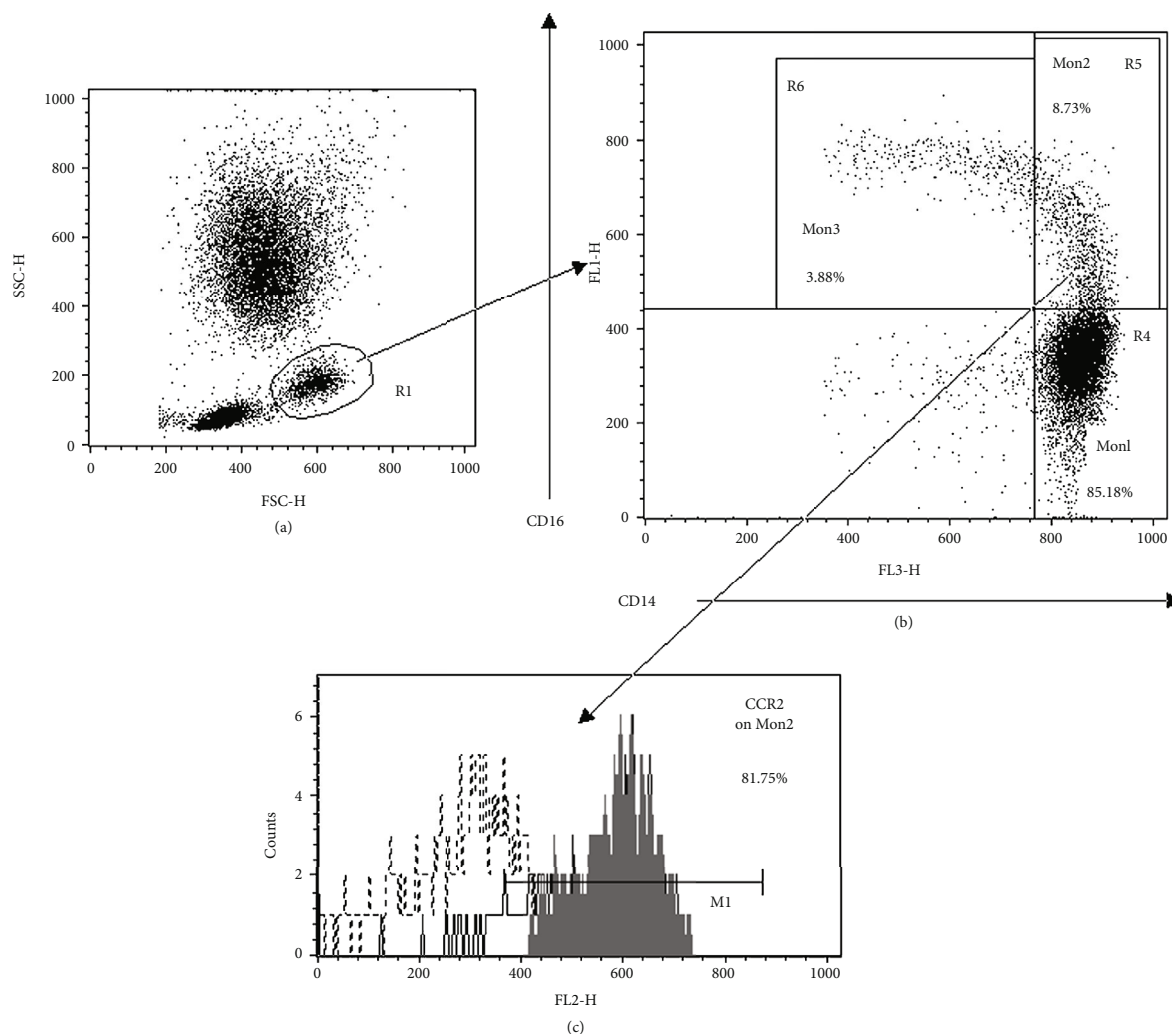 1000
800
600
400
200
0
SSC-H
R1
0 200 400 600 800 1000
FSC-H
(a)
CD16
1000
800
600
400
200
0
FL1-H
R6
Mon2 R5
8.73%
Mon3
3.88%
R4
Monl
85.18%
0 200 400 600 800 1000
FL3-H
CD14
(b)
6
4
2
0
Counts
CCR2
on Mon2
81.75%
M1
0 200 400 600 800 1000
FL2-H
(c)